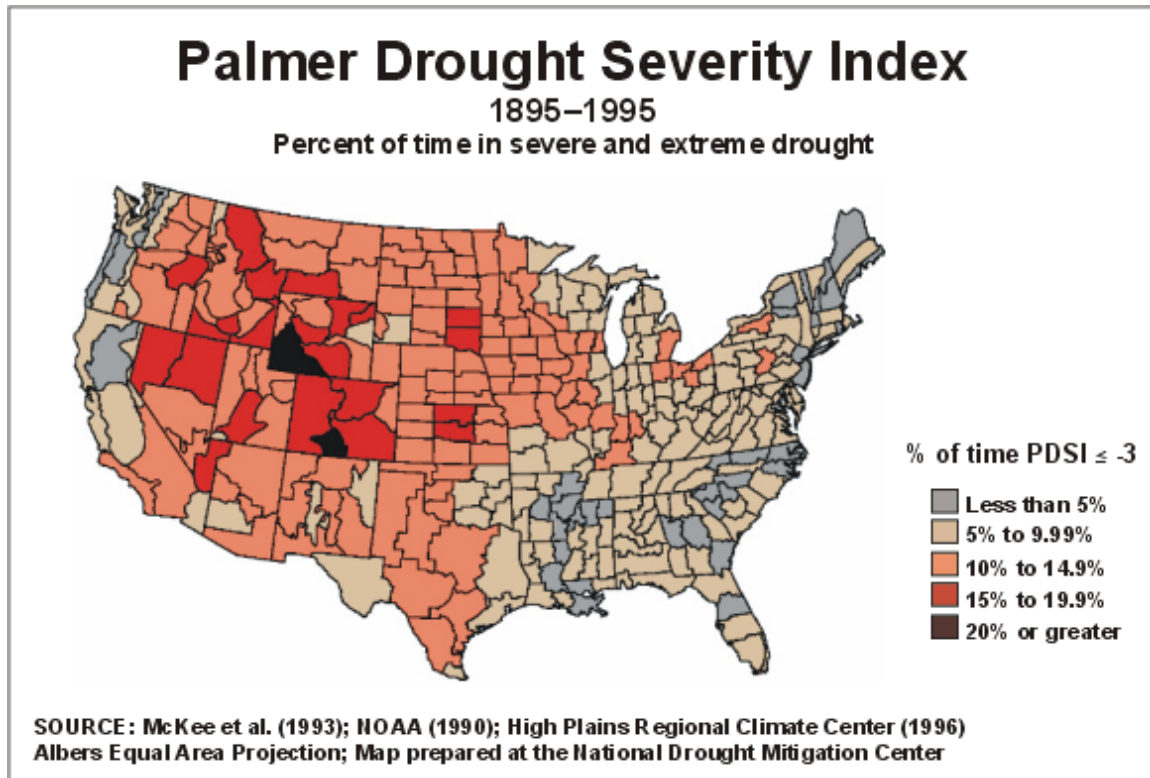 Palmer Drought Severity Index
1895–1995
Percent of time in severe and extreme drought
% of time PDSI ≤ -3
Less than 5%
5% to 9.99%
10% to 14.9%
15% to 19.9%
20% or greater
SOURCE: McKee et al. (1993); NOAA (1990); High Plains Regional Climate Center (1996)
Albers Equal Area Projection; Map prepared at the National Drought Mitigation Center